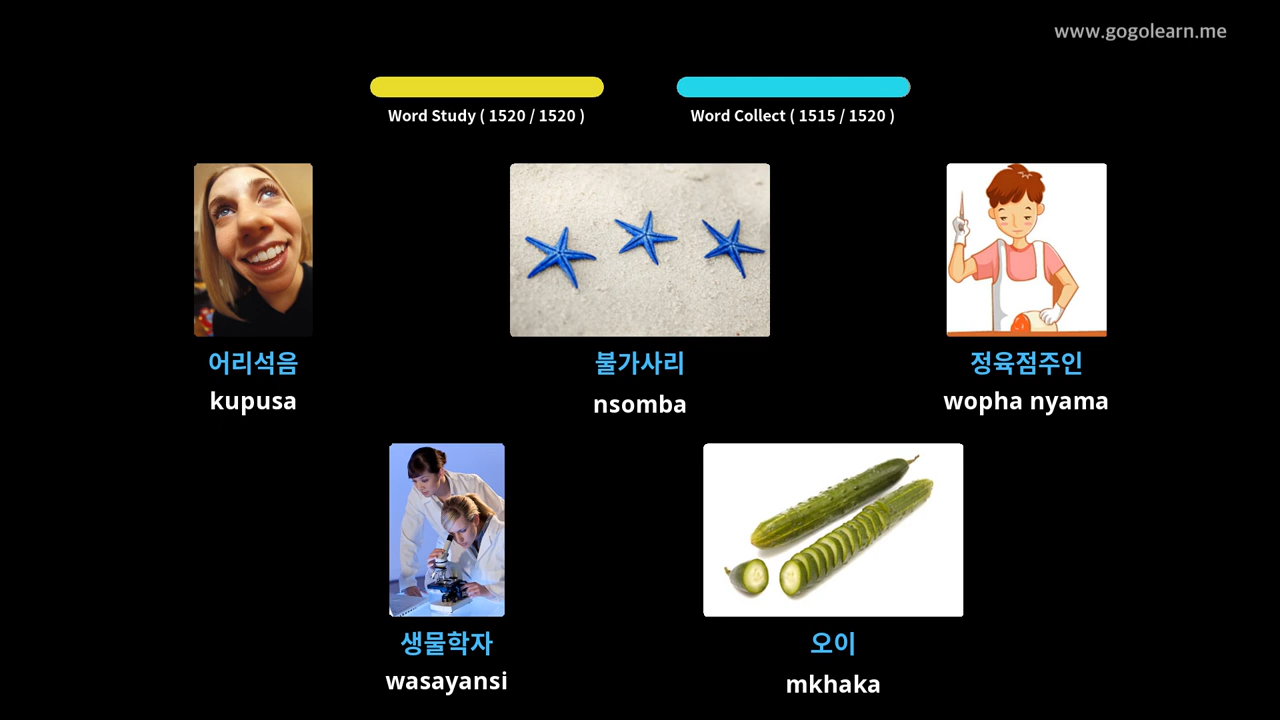 www.gogolearn.me
Word Study ( 1520 / 1520 )
Word Collect ( 1515 / 1520 )
어리석음
kupusa
불가사리
nsomba
정육점주인
wopha nyama
생물학자
wasayansi
오이
mkhaka